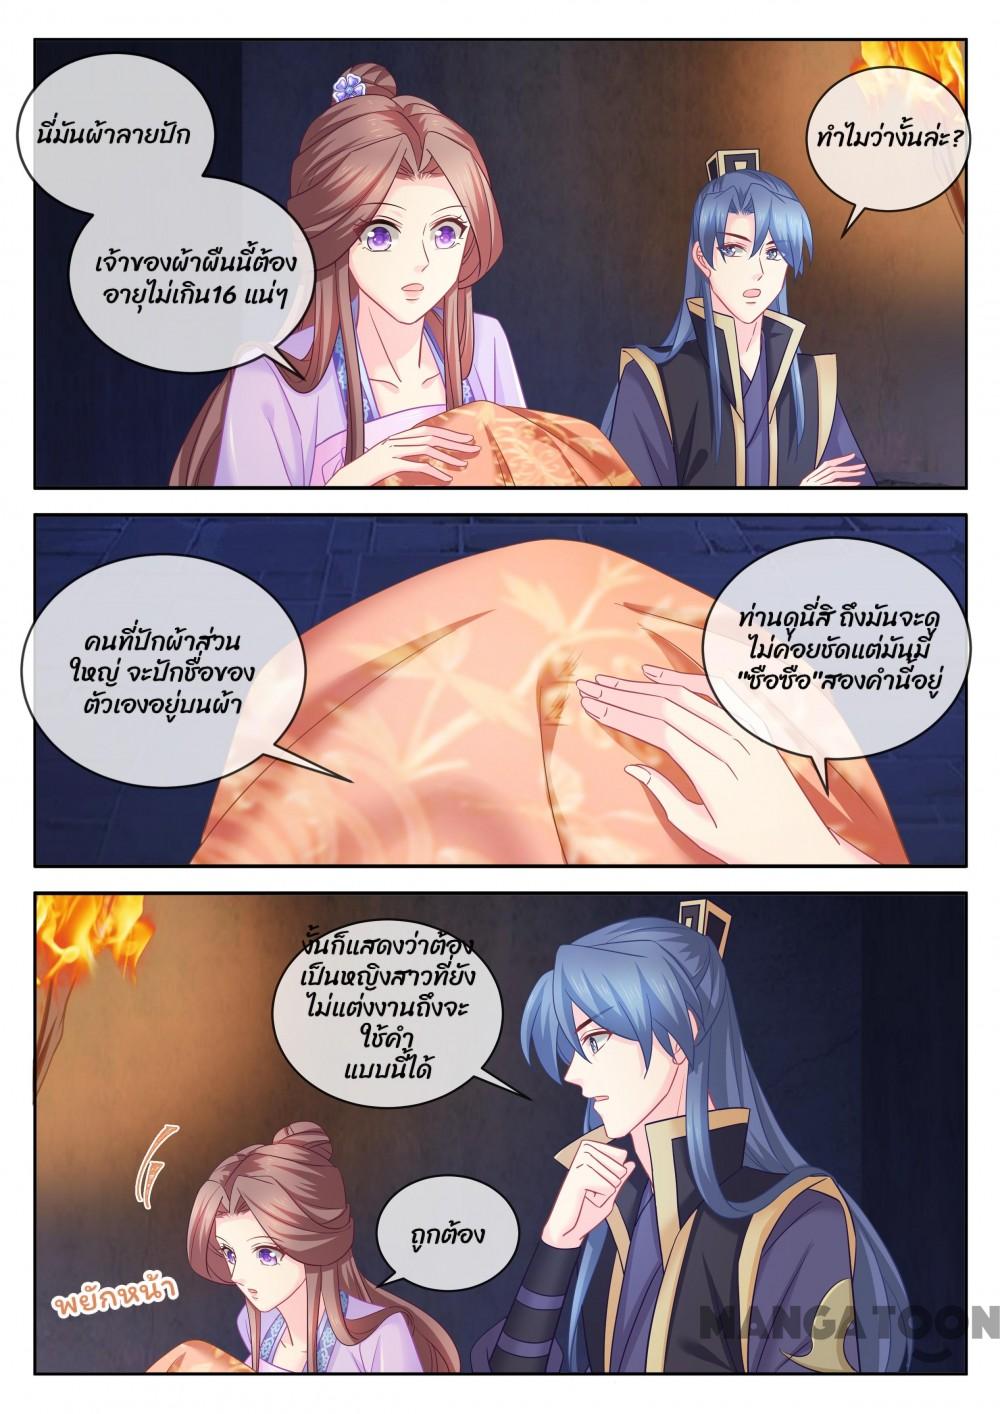 นี่มันผ้าลายปัก
เจ้าของผ้าผืนนี้ต้อง
อายุไม่เกิน16 แน่ๆ
ทำไมว่างั้นล่ะ?
คนที่ปักผ้าส่วน
ใหญ่ จะปักชื่อของ
ตัวเองอยู่บนผ้า
ท่านดูนี่สิ ถึงมันจะดู
ไม่ค่อยชัดแต่มันมี
"ซือซือ"สองคำนี้อยู่
งั้นก็แสดงว่าต้อง
เป็นหญิงสาวที่ยัง
ไม่แต่งงานถึงจะ
ใช้คำ
แบบนี้ได้
ถูกต้อง
พยักหน้า
MANGATOON